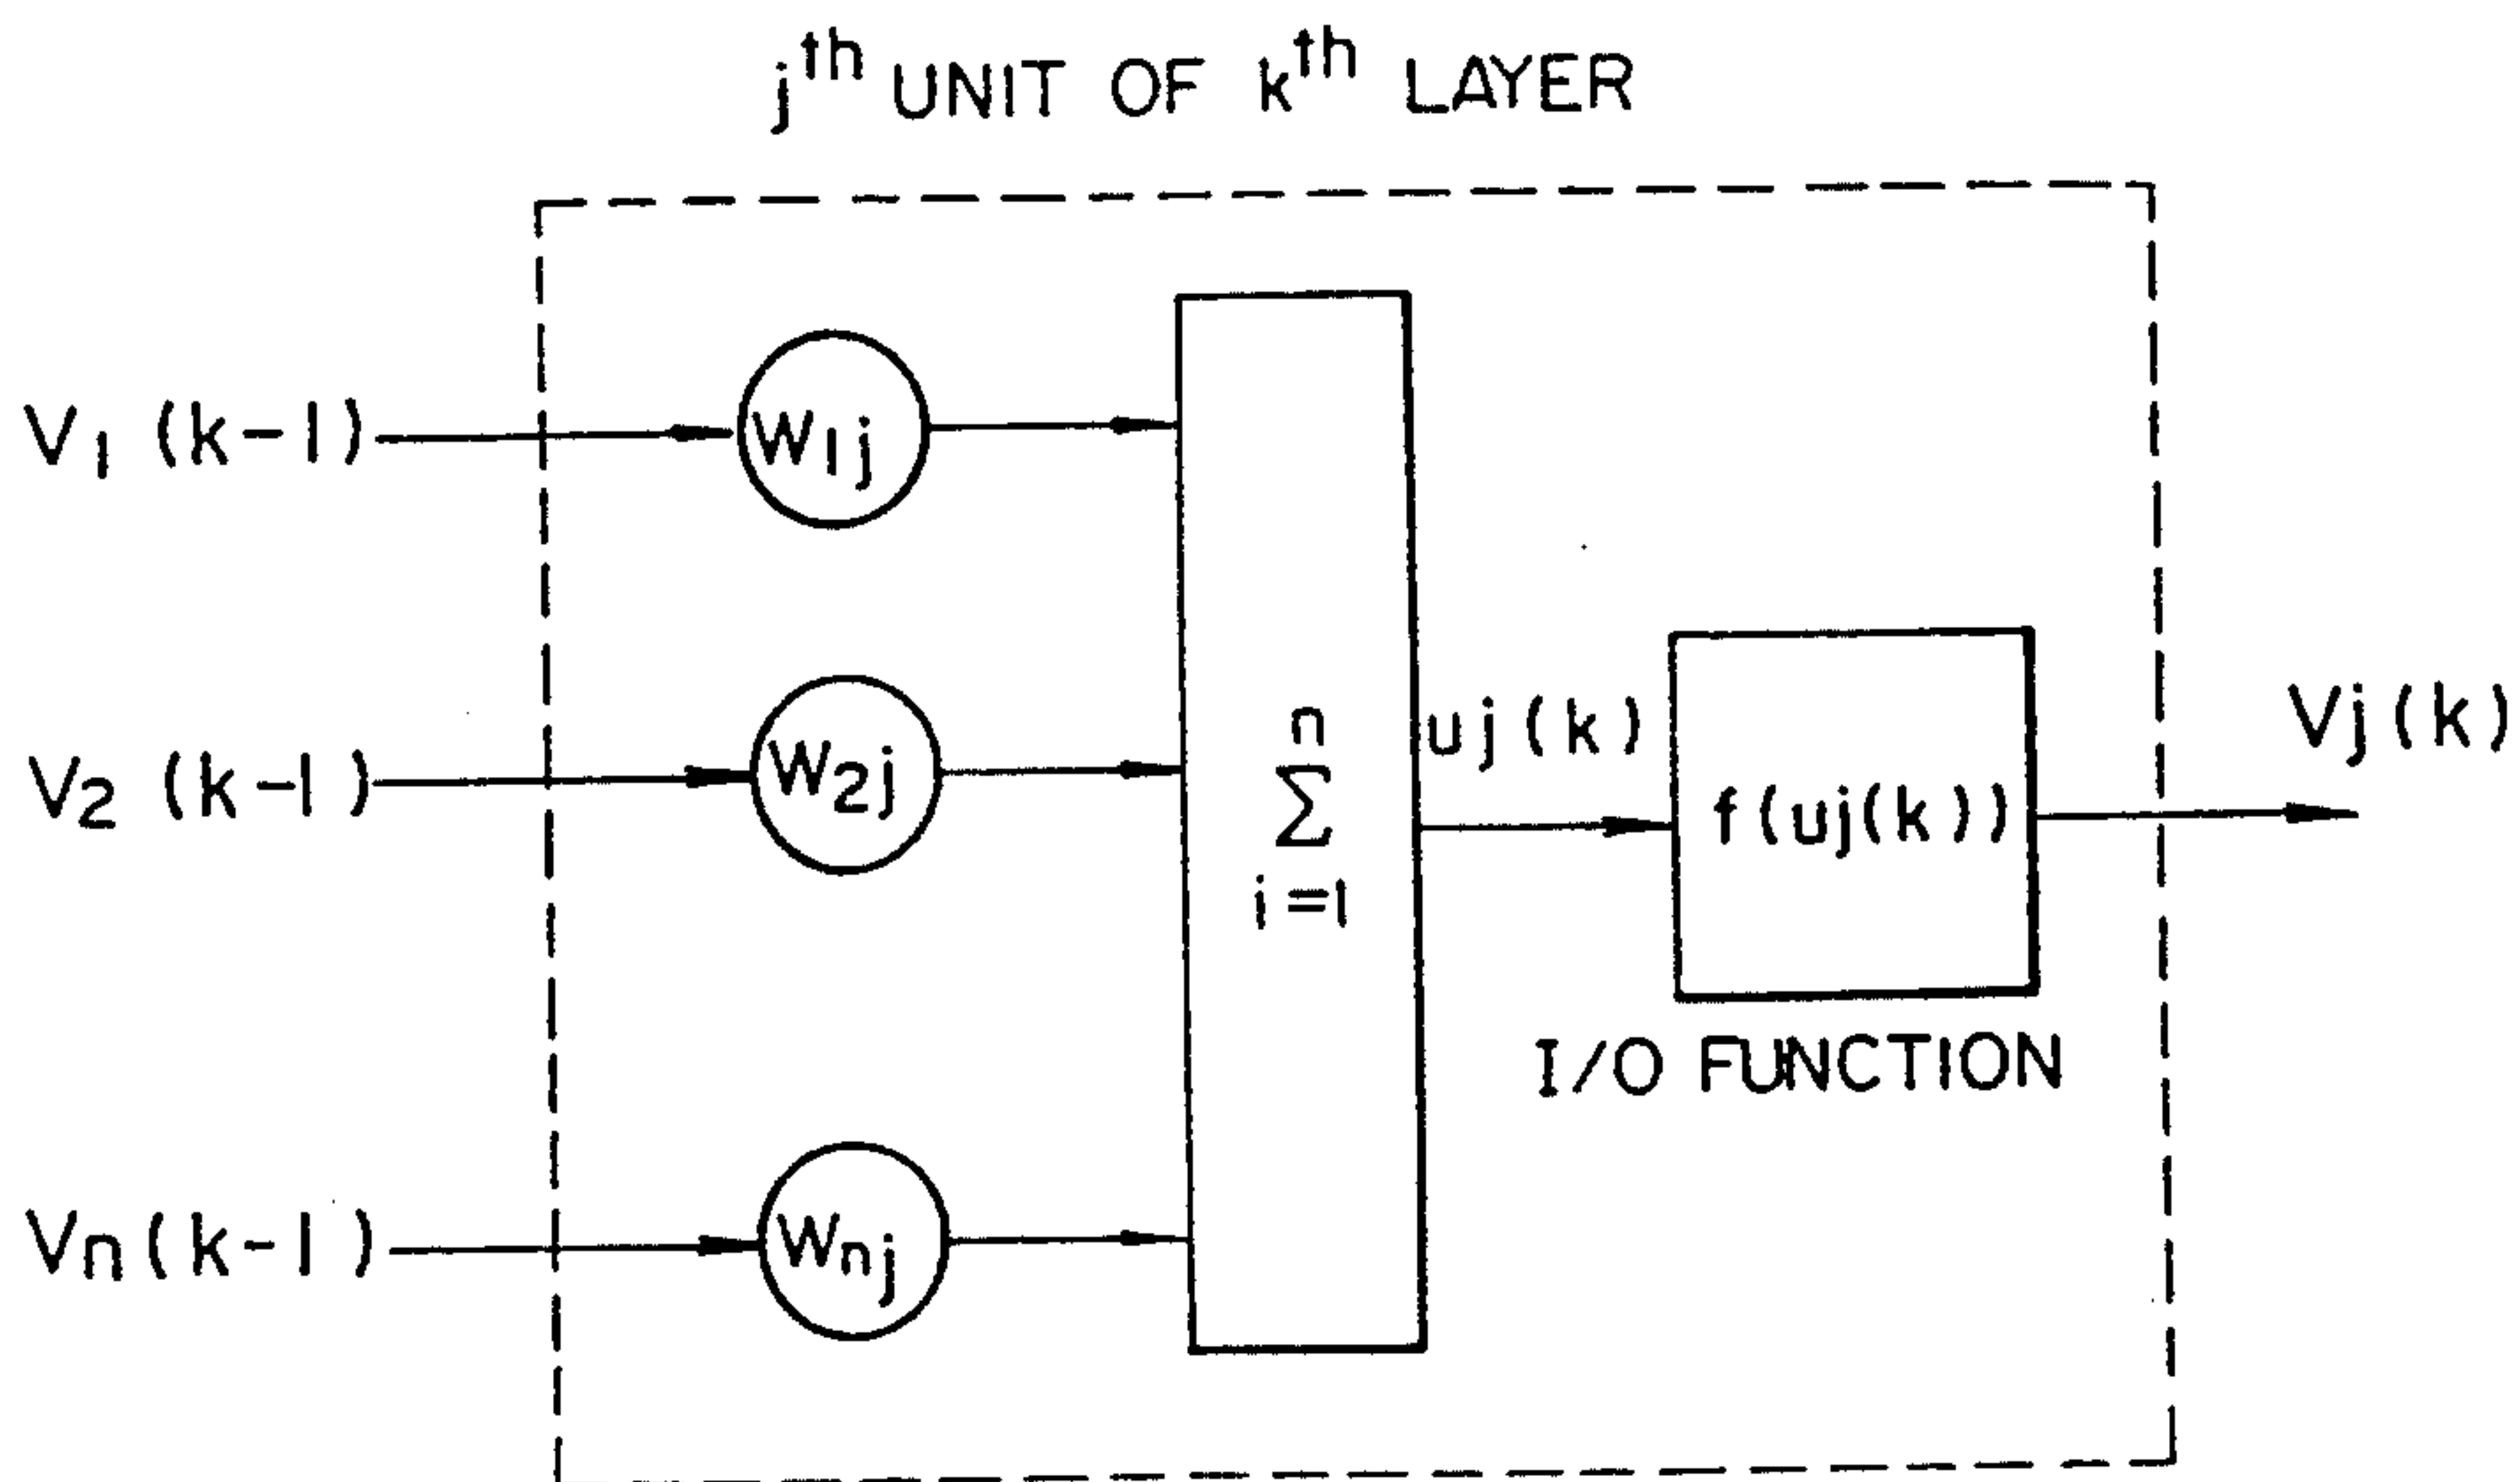 jth UNIT OF kth LAYER
V1 (k-1)
W1j
V2 (k-1)
W2j
Vn(k-1)
Wnj
n
Σ
i=1
uj(k)
f(uj(k))
I/O FUNCTION
Vj(k)